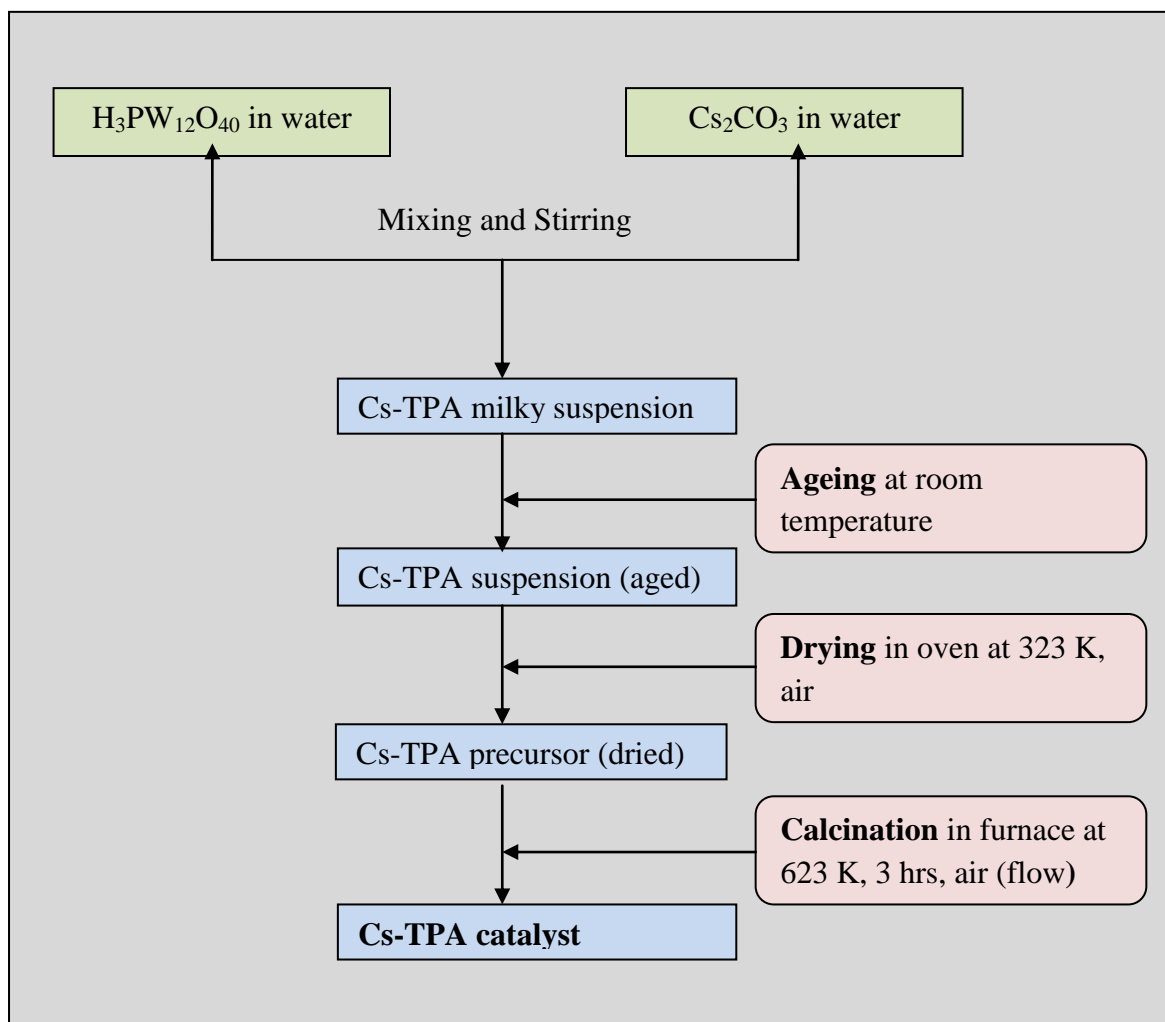 H₃PW₁₂O₄₀ in water
Cs₂CO₃ in water
Mixing and Stirring
Cs-TPA milky suspension
Ageing at room
temperature
Cs-TPA suspension (aged)
Drying in oven at 323 K,
air
Cs-TPA precursor (dried)
Calcination in furnace at
623 K, 3 hrs, air (flow)
Cs-TPA catalyst